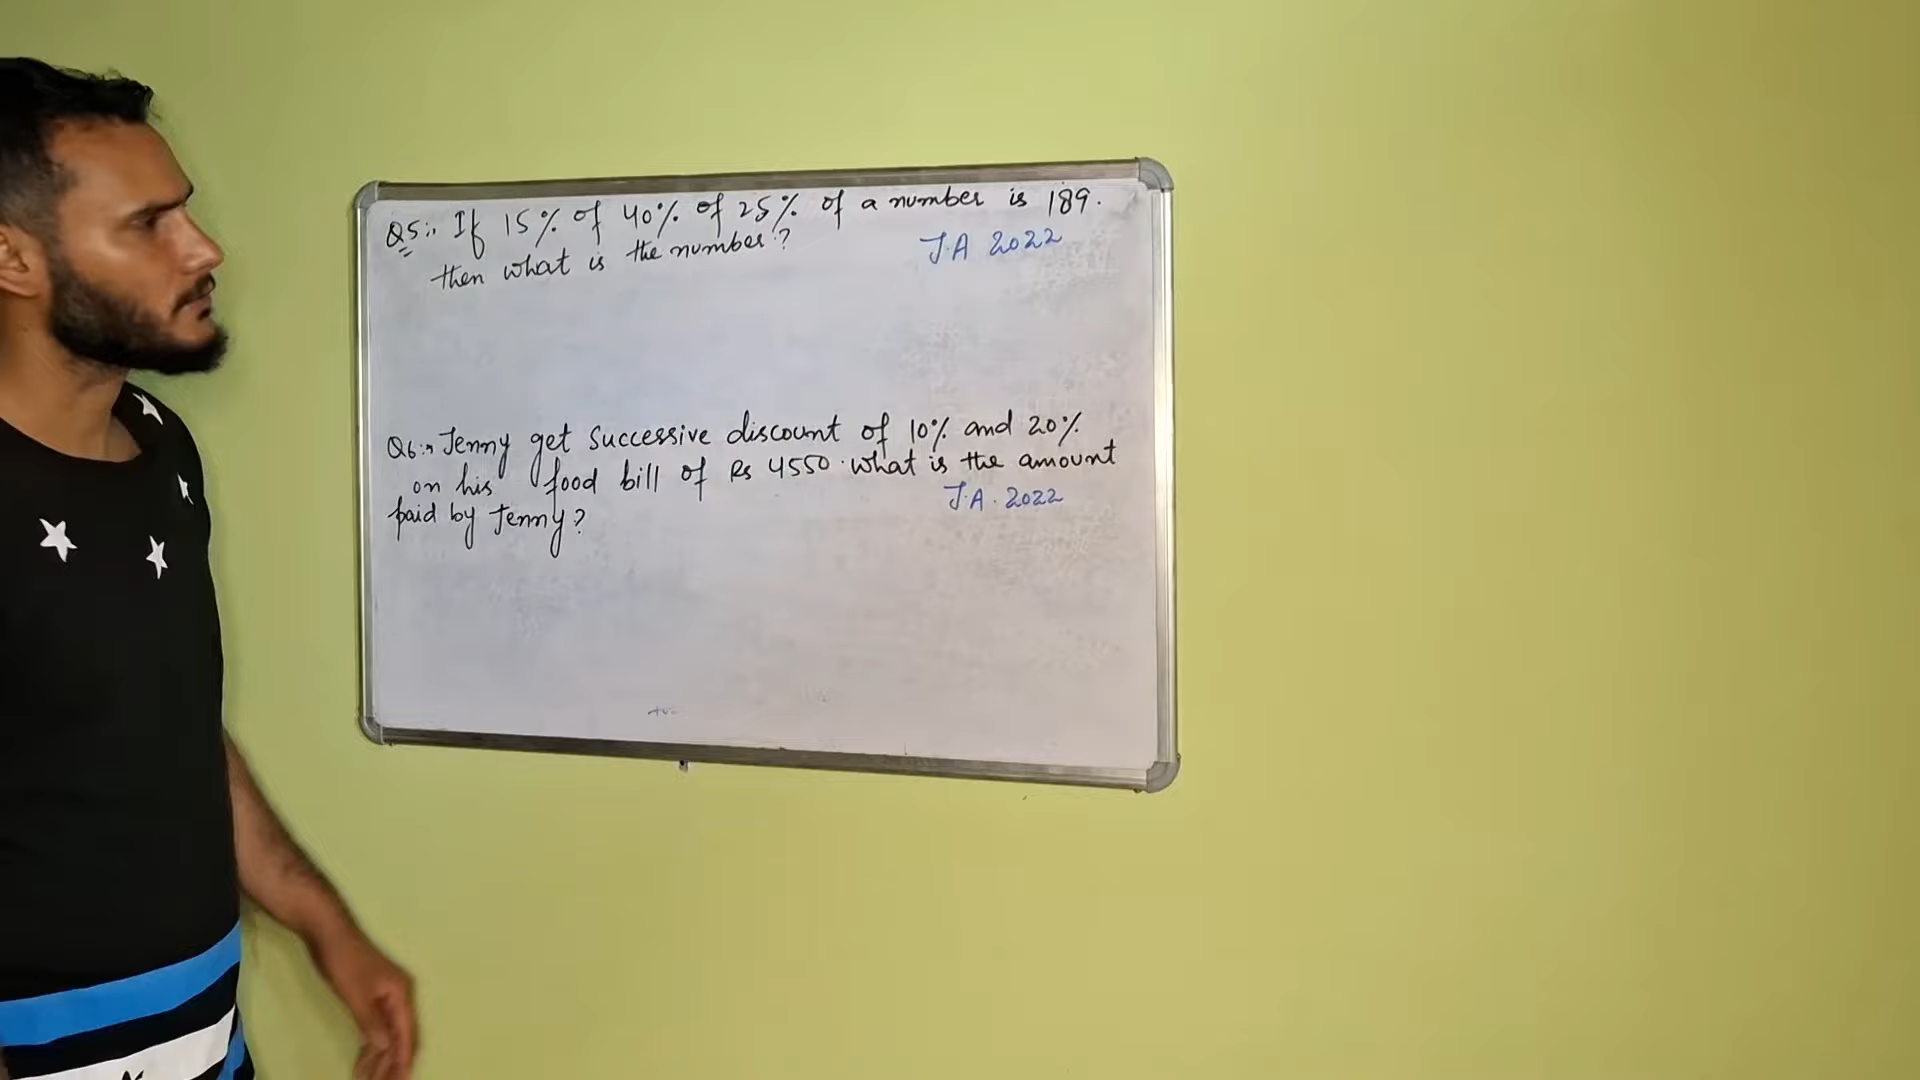 Q5:- If 15% of 40% of 25% of a number is 189.
then what is the number?
J.A 2022
Q6:- Jenny get successive discount of 10% and 20%
on his food bill of Rs 4550. what is the amount
paid by Jenny?
J.A. 2022